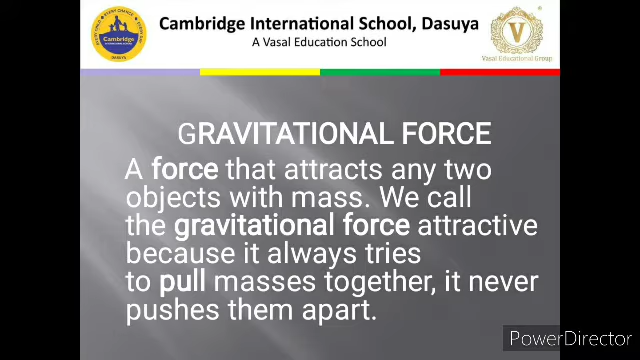 Cambridge International School, Dasuya
A Vasal Education School
Cambridge
DASUYA
V
Vasal Educational Group
GRAVITATIONAL FORCE
A force that attracts any two
objects with mass. We call
the gravitational force attractive
because it always tries
to pull masses together, it never
pushes them apart.
PowerDirector